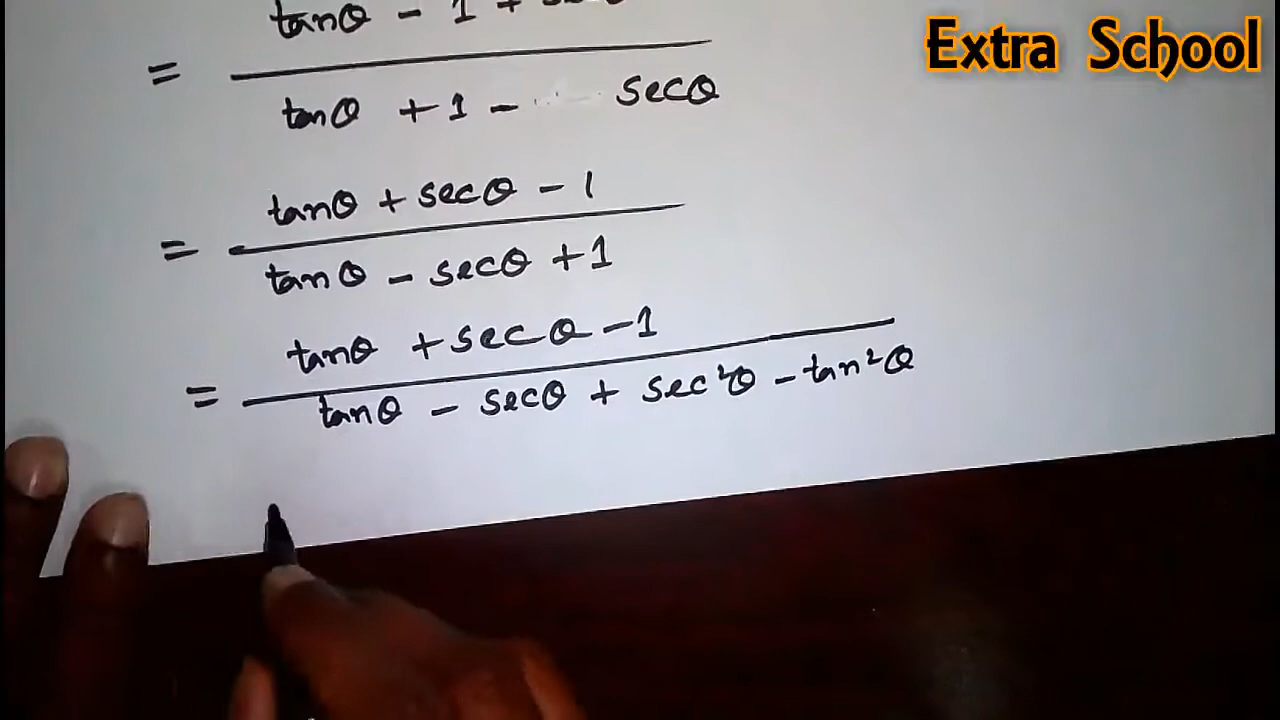 tanθ - 1 +
Extra School
=
tanθ + 1 - secθ
tanθ + secθ - 1
=
tanθ - secθ + 1
tanθ + secθ - 1
=
tanθ - secθ + sec²θ - tan²θ